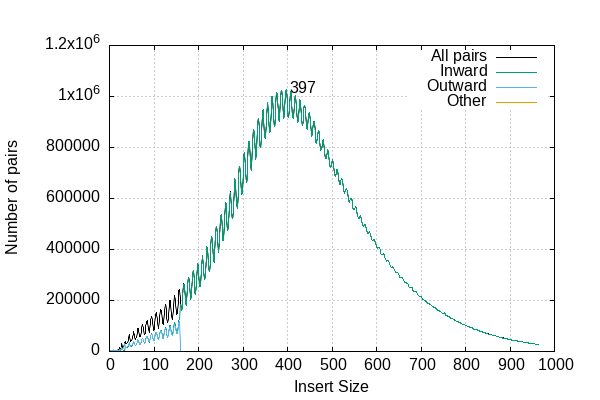 Number of pairs
1.2x10^6
1x10^6
800000
600000
400000
200000
0
397
All pairs
Inward
Outward
Other
0 100 200 300 400 500 600 700 800 900 1000
Insert Size